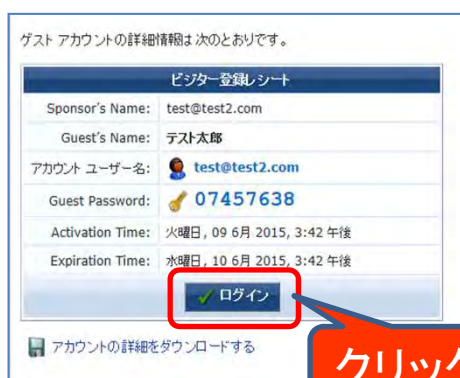 ゲスト アカウントの詳細情報は次のとおりです。
ビジター登録レシート
Sponsor's Name: test@test2.com
Guest's Name: テスト太郎
アカウント ユーザー名: test@test2.com
Guest Password: 07457638
Activation Time: 火曜日, 09 6月 2015, 3:42 午後
Expiration Time: 水曜日, 10 6月 2015, 3:42 午後
ログイン
アカウントの詳細をダウンロードする
クリック